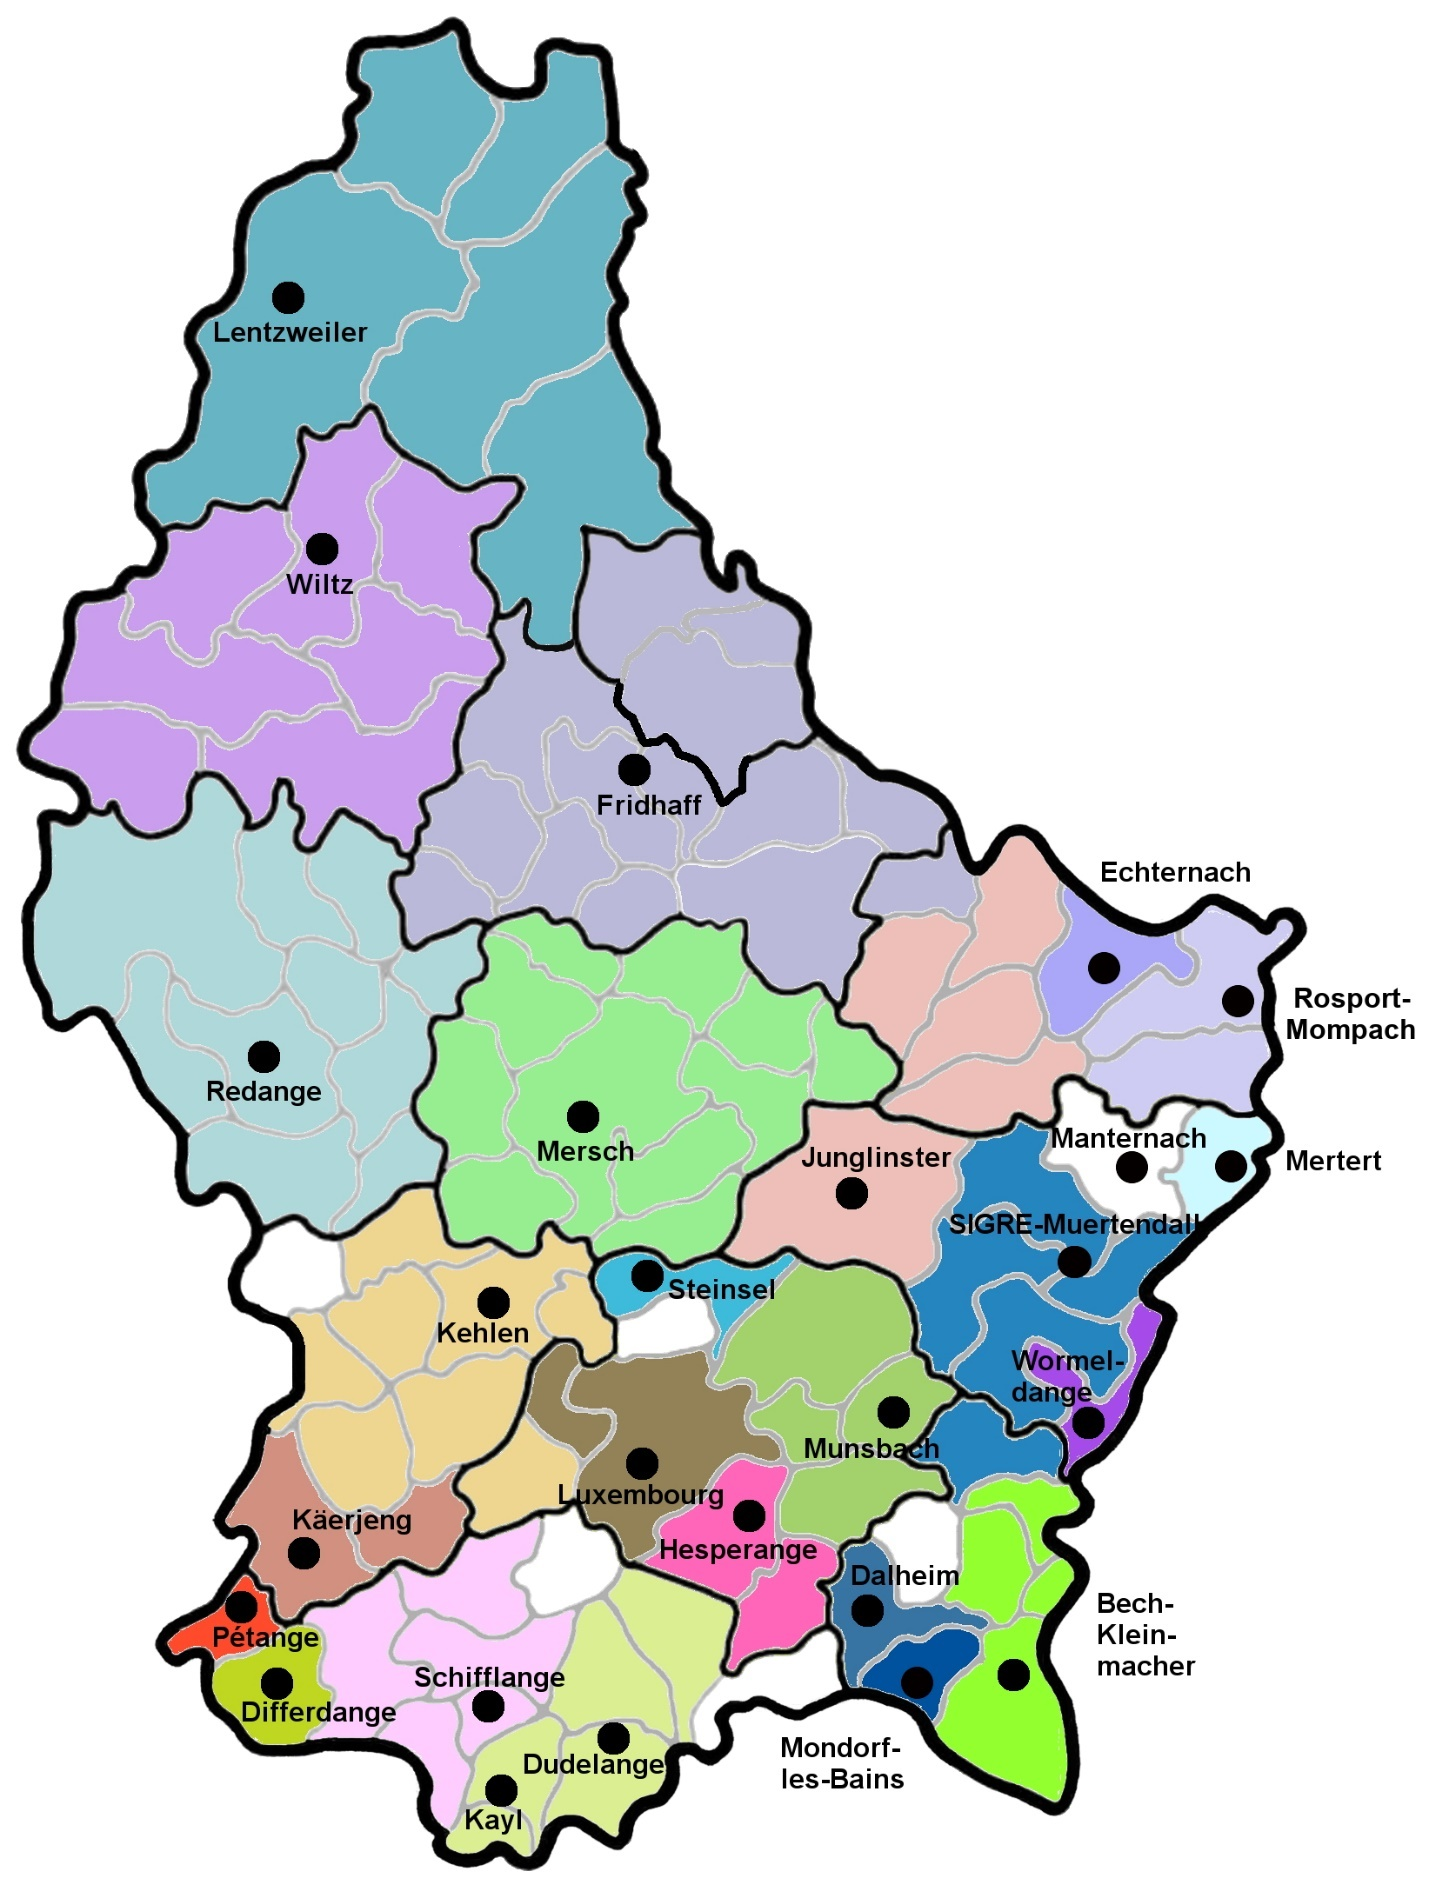 Lentzweiler
Wiltz
Fridhaff
Echternach
Rosport-
Mompach
Redange
Mersch
Manternach
Junglinster
Mertert
SIGRE-Muertendall
Steinsel
Kehlen
Wormel-
dange
Munsbach
Luxembourg
Käerjeng
Hesperange
Dalheim
Bech-
Klein-
macher
Pétange
Schifflange
Differdange
Mondorf-
les-Bains
Dudelange
Kayl